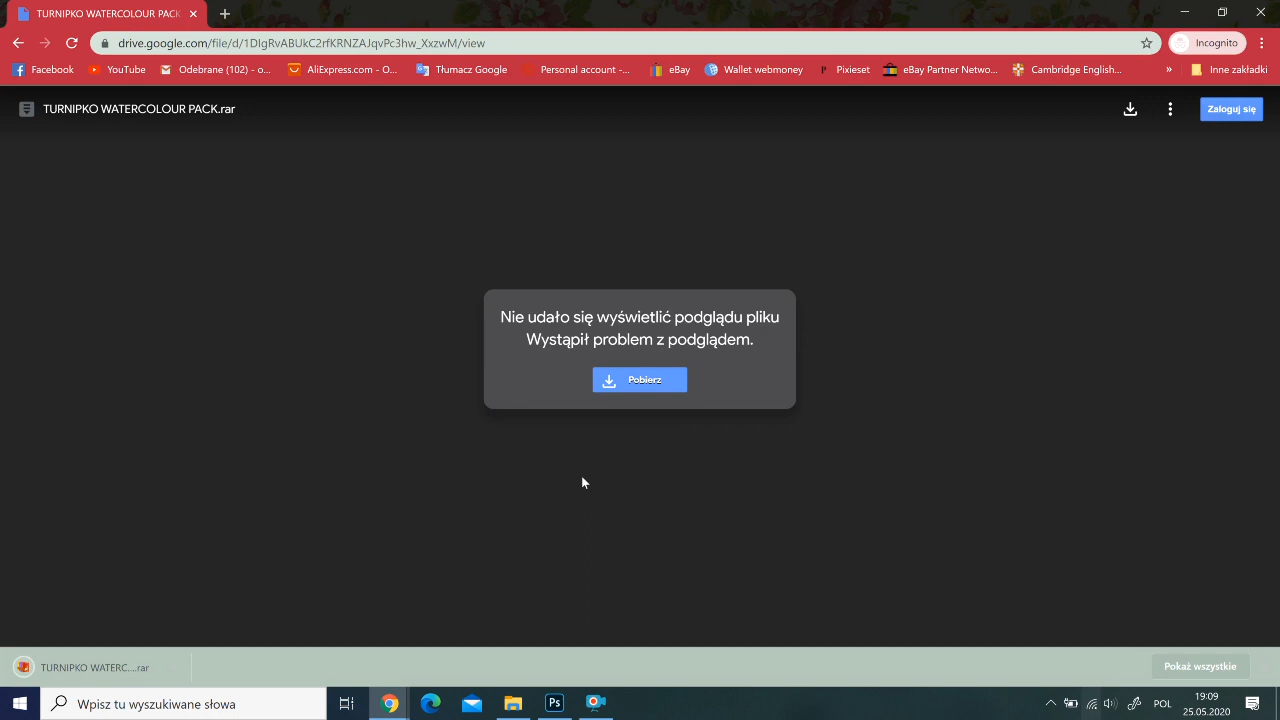 TURNIPKO WATERCOLOUR PACK
drive.google.com/file/d/1DIgRvABUkC2rfKRNZAJqvPc3hw_XxzwM/view
Incognito
Facebook
YouTube
Odebrane (102) - o...
AliExpress.com - O...
Tłumacz Google
Personal account -...
eBay
Wallet webmoney
Pixieset
eBay Partner Netwo...
Cambridge English...
»
Inne zakładki
TURNIPKO WATERCOLOUR PACK.rar
Zaloguj się
Nie udało się wyświetlić podglądu pliku
Wystąpił problem z podglądem.
Pobierz
TURNIPKO WATERC....rar
Pokaż wszystkie
Wpisz tu wyszukiwane słowa
Ps
POL
19:09
25.05.2020